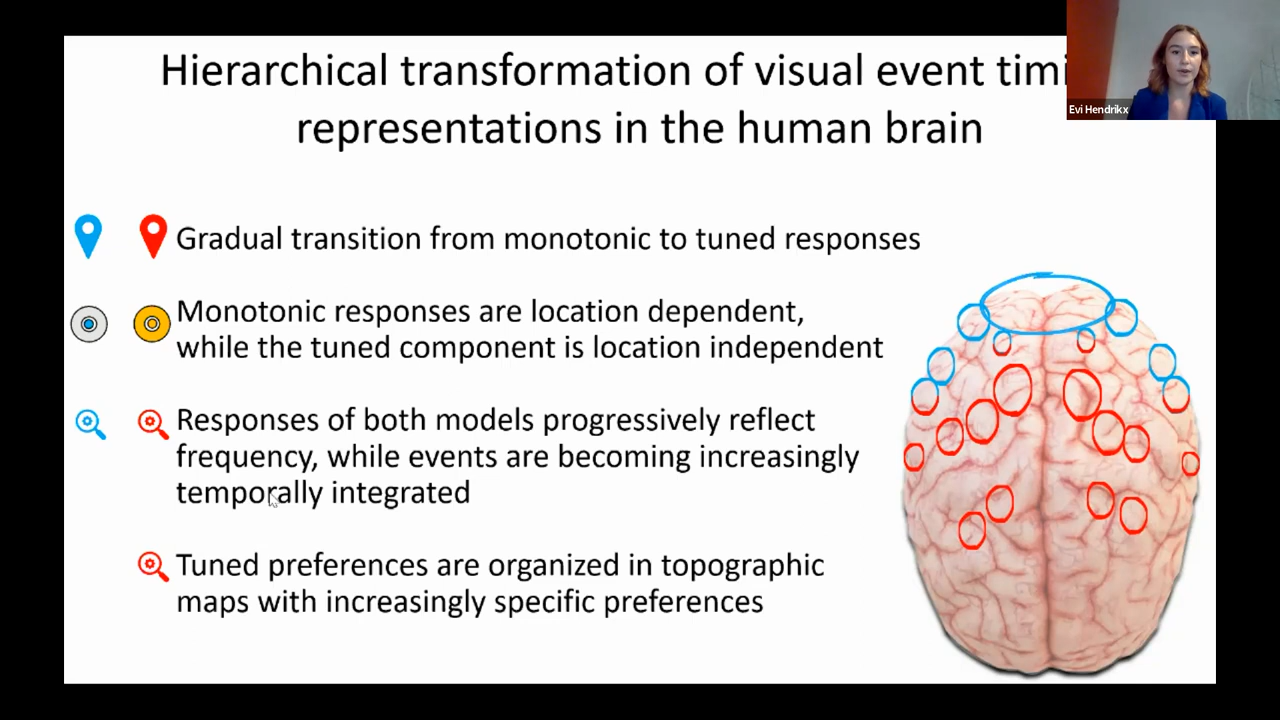 Hierarchical transformation of visual event timi
representations in the human brain
Evi Hendrikx
Gradual transition from monotonic to tuned responses
Monotonic responses are location dependent,
while the tuned component is location independent
Responses of both models progressively reflect
frequency, while events are becoming increasingly
temporally integrated
Tuned preferences are organized in topographic
maps with increasingly specific preferences